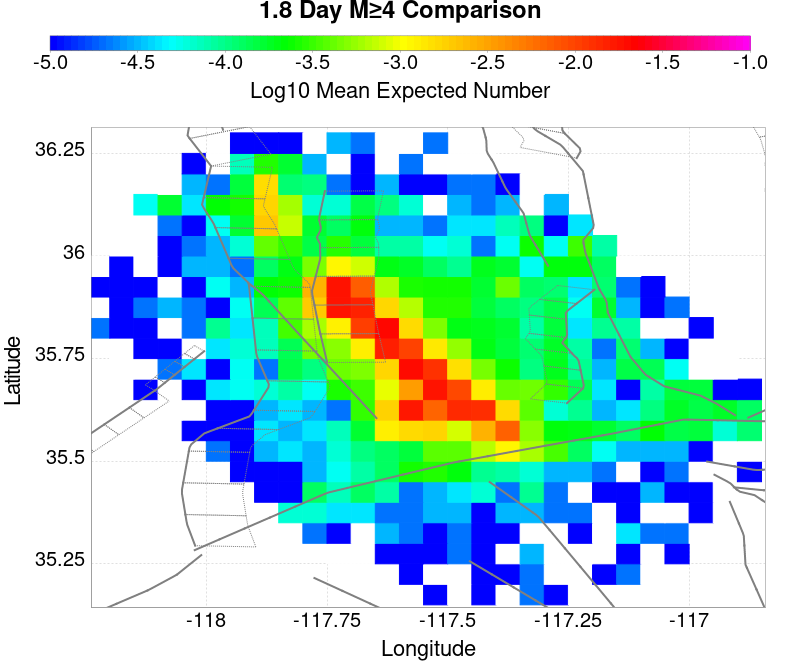 1.8 Day M≥4 Comparison
-5.0 -4.5 -4.0 -3.5 -3.0 -2.5 -2.0 -1.5 -1.0
Log10 Mean Expected Number
36.25
36
35.75
35.5
35.25
Latitude
-118 -117.75 -117.5 -117.25 -117
Longitude